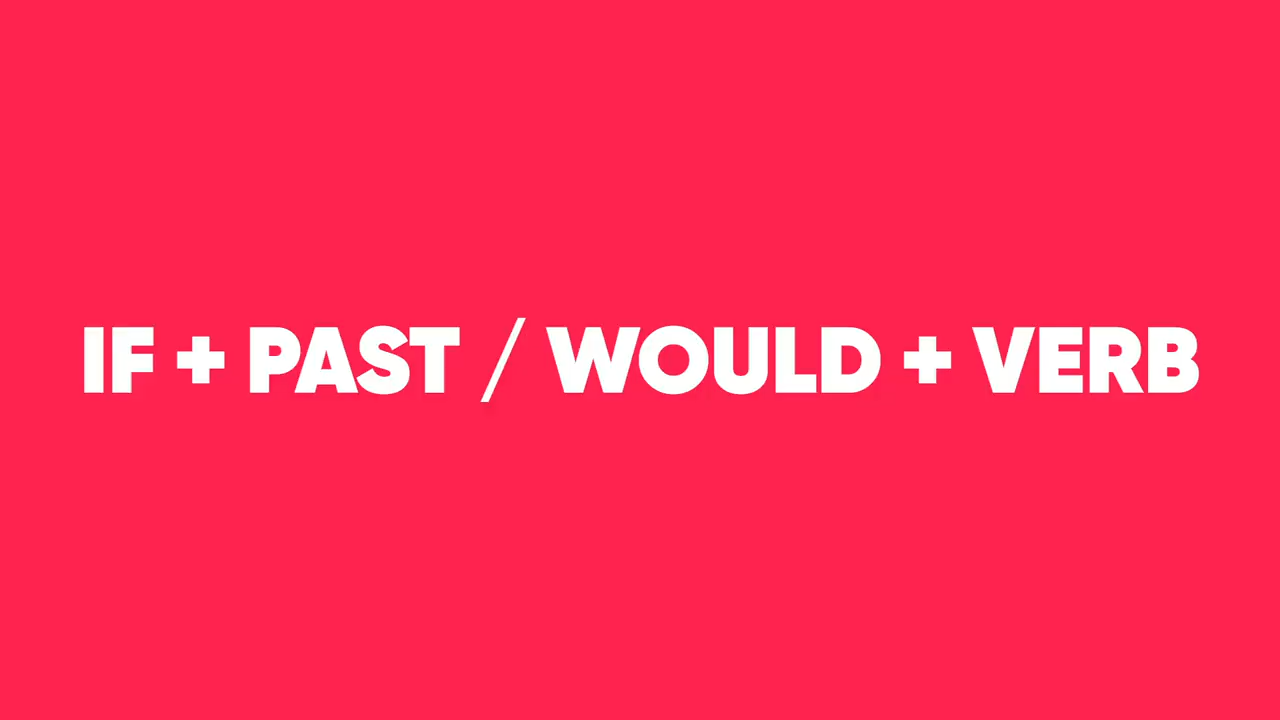 IF + PAST / WOULD + VERB